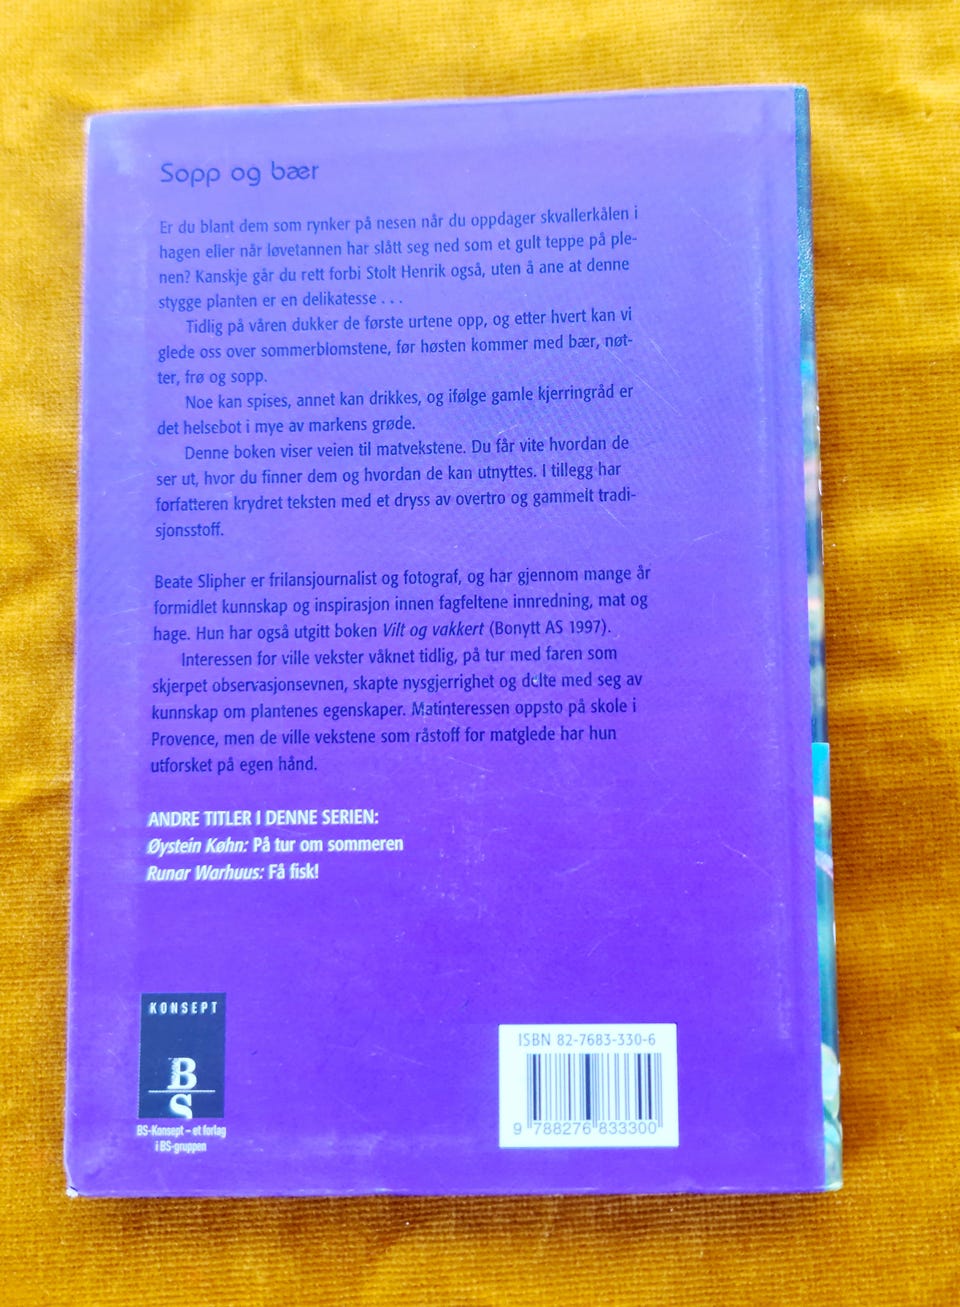 Sopp og bær
Er du blant dem som rynker på nesen når du oppdager skvallerkålen i
hagen eller når løvetannen har slått seg ned som et gult teppe på ple-
nen? Kanskje går du rett forbi Stolt Henrik også, uten å ane at denne
stygge planten er en delikatesse . . .
Tidlig på våren dukker de første urtene opp, og etter hvert kan vi
glede oss over sommerblomstene, før høsten kommer med bær, nøt-
ter, frø og sopp.
Noe kan spises, annet kan drikkes, og ifølge gamle kjerringråd er
det helsebot i mye av markens grøde.
Denne boken viser veien til matvekstene. Du får vite hvordan de
ser ut, hvor du finner dem og hvordan de kan utnyttes. I tillegg har
forfatteren krydret teksten med et dryss av overtro og gammelt tradi-
sjonsstoff.
Beate Slipher er frilansjournalist og fotograf, og har gjennom mange år
formidlet kunnskap og inspirasjon innen fagfeltene innredning, mat og
hage. Hun har også utgitt boken Vilt og vakkert (Bonytt AS 1997).
Interessen for ville vekster våknet tidlig, på tur med faren som
skjerpet observasjonsevnen, skapte nysgjerrighet og delte med seg av
kunnskap om plantenes egenskaper. Matinteressen oppsto på skole i
Provence, men de ville vekstene som råstoff for matglede har hun
utforsket på egen hånd.
ANDRE TITLER I DENNE SERIEN:
Øystein Køhn: På tur om sommeren
Runar Warhuus: Få fisk!
KONSEPT
B
S
BS-Konsept – et forlag
i BS-gruppen
ISBN 82-7683-330-6
9 788276 833300